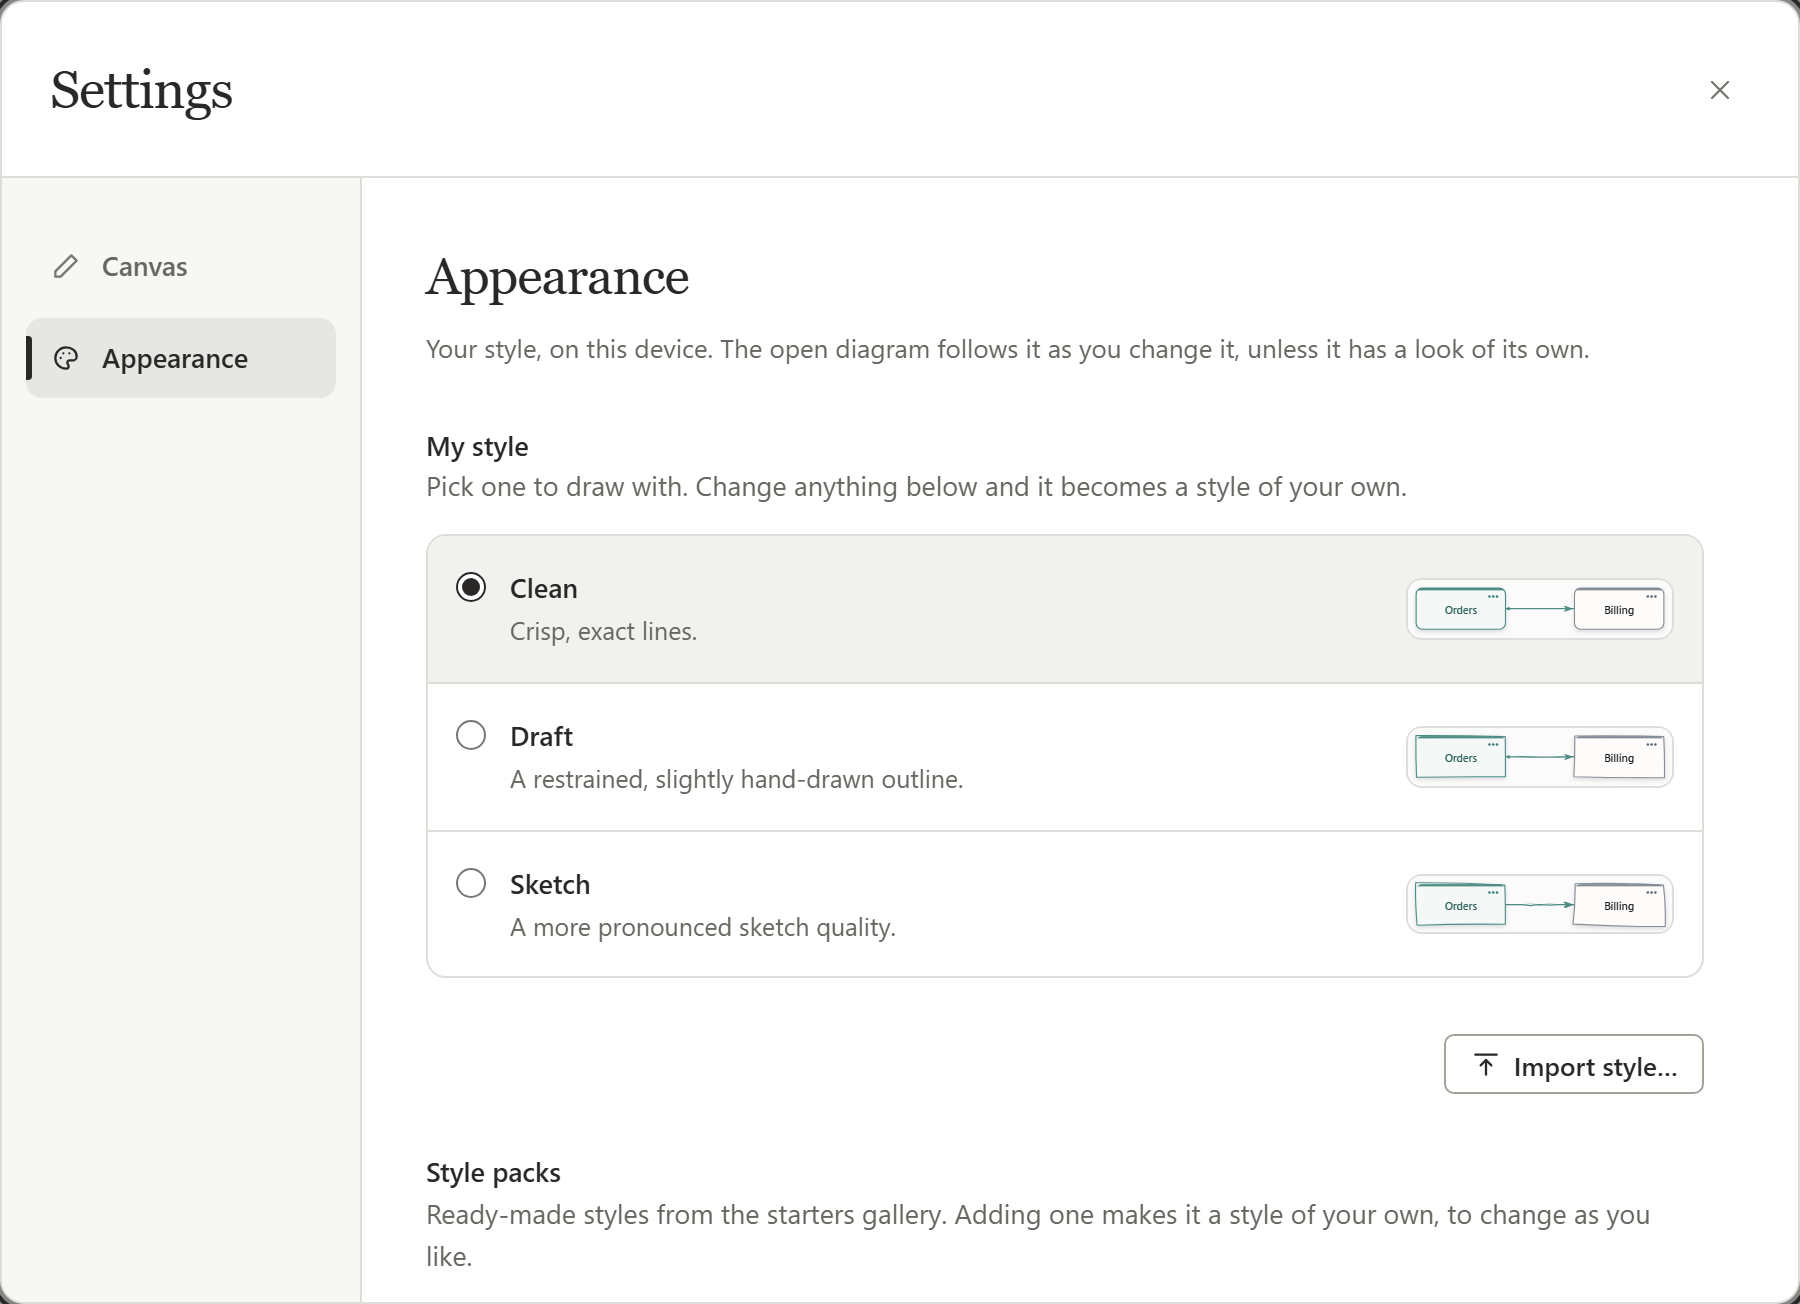 Settings
Canvas
Appearance
Appearance
Your style, on this device. The open diagram follows it as you change it, unless it has a look of its own.
My style
Pick one to draw with. Change anything below and it becomes a style of your own.
Clean
Crisp, exact lines.
Orders
Billing
Draft
A restrained, slightly hand-drawn outline.
Orders
Billing
Sketch
A more pronounced sketch quality.
Orders
Billing
Import style...
Style packs
Ready-made styles from the starters gallery. Adding one makes it a style of your own, to change as you
like.